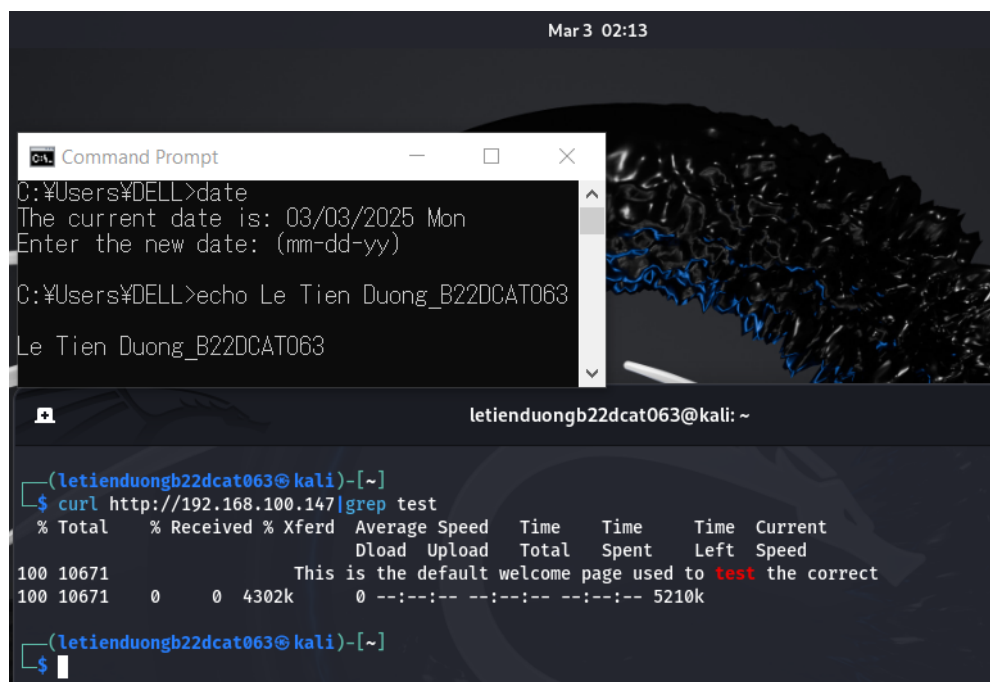 Mar 3 02:13
Command Prompt
C:¥Users¥DELL>date
The current date is: 03/03/2025 Mon
Enter the new date: (mm-dd-yy)
C:¥Users¥DELL>echo Le Tien Duong_B22DCAT063
Le Tien Duong_B22DCAT063
letienduongb22dcat063@kali: ~
┌──(letienduongb22dcat063㉿kali)-[~]
└─$ curl http://192.168.100.147|grep test
% Total % Received % Xferd Average Speed Time Time Time Current
Dload Upload Total Spent Left Speed
100 10671 This is the default welcome page used to test the correct
100 10671 0 0 4302k 0 --:--:-- --:--:-- --:--:-- 5210k
┌──(letienduongb22dcat063㉿kali)-[~]
└─$